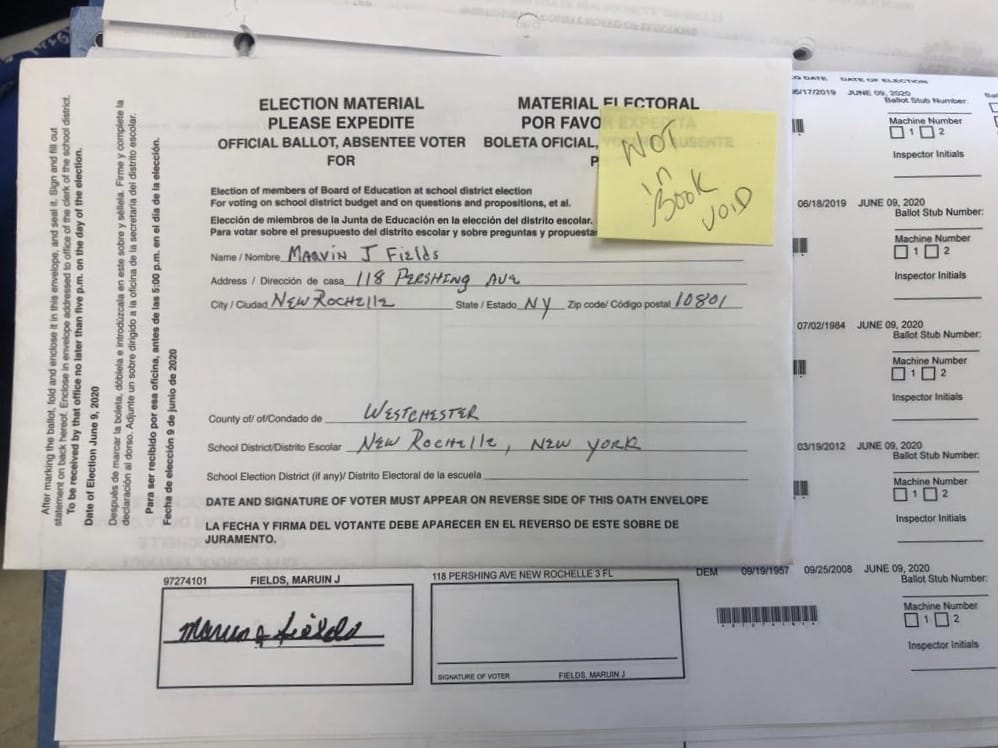 ELECTION MATERIAL
PLEASE EXPEDITE
OFFICIAL BALLOT, ABSENTEE VOTER
FOR
MATERIAL ELECTORAL
POR FAVO
BOLETA OFICIAL,
NOT
in
BOOK
VOID
Election of members of Board of Education at school district election
For voting on school district budget and on questions and propositions, et al.
Elección de miembros de la Junta de Educación en la elección del distrito escolar.
Para votar sobre el presupuesto del distrito escolar y sobre preguntas y propuestas
Name / Nombre MARVIN J FIELDS
Address / Dirección de casa 118 PERSHING AVE
City / Ciudad NEW ROCHELLE State / Estado NY Zip code/ Código postal 10801
County of/ of/Condado de WESTCHESTER
School District/Distrito Escolar NEW ROCHELLE, NEW YORK
School Election District (if any)/ Distrito Electoral de la escuela
DATE AND SIGNATURE OF VOTER MUST APPEAR ON REVERSE SIDE OF THIS OATH ENVELOPE
LA FECHA Y FIRMA DEL VOTANTE DEBE APARECER EN EL REVERSO DE ESTE SOBRE DE
JURAMENTO.
After marking the ballot, fold and enclose it in this envelope, and seal it. Sign and fill out
statement on back hereof. Enclose in envelope addressed to office of the clerk of the school district.
To be received by that office no later than five p.m. on the day of the election.
Date of Election June 9, 2020
Después de marcar la boleta, dóblela e introdúzcala en este sobre y séllela. Firme y complete la
declaración al dorso. Adjunte un sobre dirigido a la oficina de la secretaria del distrito escolar.
Para ser recibido por esa oficina, antes de las 5:00 p.m. en el día de la elección.
Fecha de elección 9 de junio de 2020
DATE DATE OF ELECTION
06/17/2019 JUNE 09, 2020
Ballot Stub Number:
Machine Number
1 2
Inspector Initials
06/18/2019 JUNE 09, 2020
Ballot Stub Number:
Machine Number
1 2
Inspector Initials
07/02/1984 JUNE 09, 2020
Ballot Stub Number:
Machine Number
1 2
Inspector Initials
03/19/2012 JUNE 09, 2020
Ballot Stub Number:
Machine Number
1 2
Inspector Initials
97274101 FIELDS, MARUIN J
118 PERSHING AVE NEW ROCHELLE 3 FL DEM 09/19/1957 09/25/2008 JUNE 09, 2020
Ballot Stub Number:
Machine Number
1 2
Inspector Initials
Maruin J Fields
SIGNATURE OF VOTER FIELDS, MARUIN J